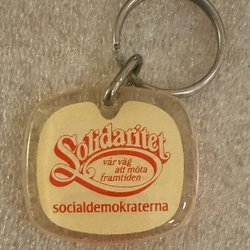 Solidaritet
vår väg
att möta
framtiden
socialdemokraterna